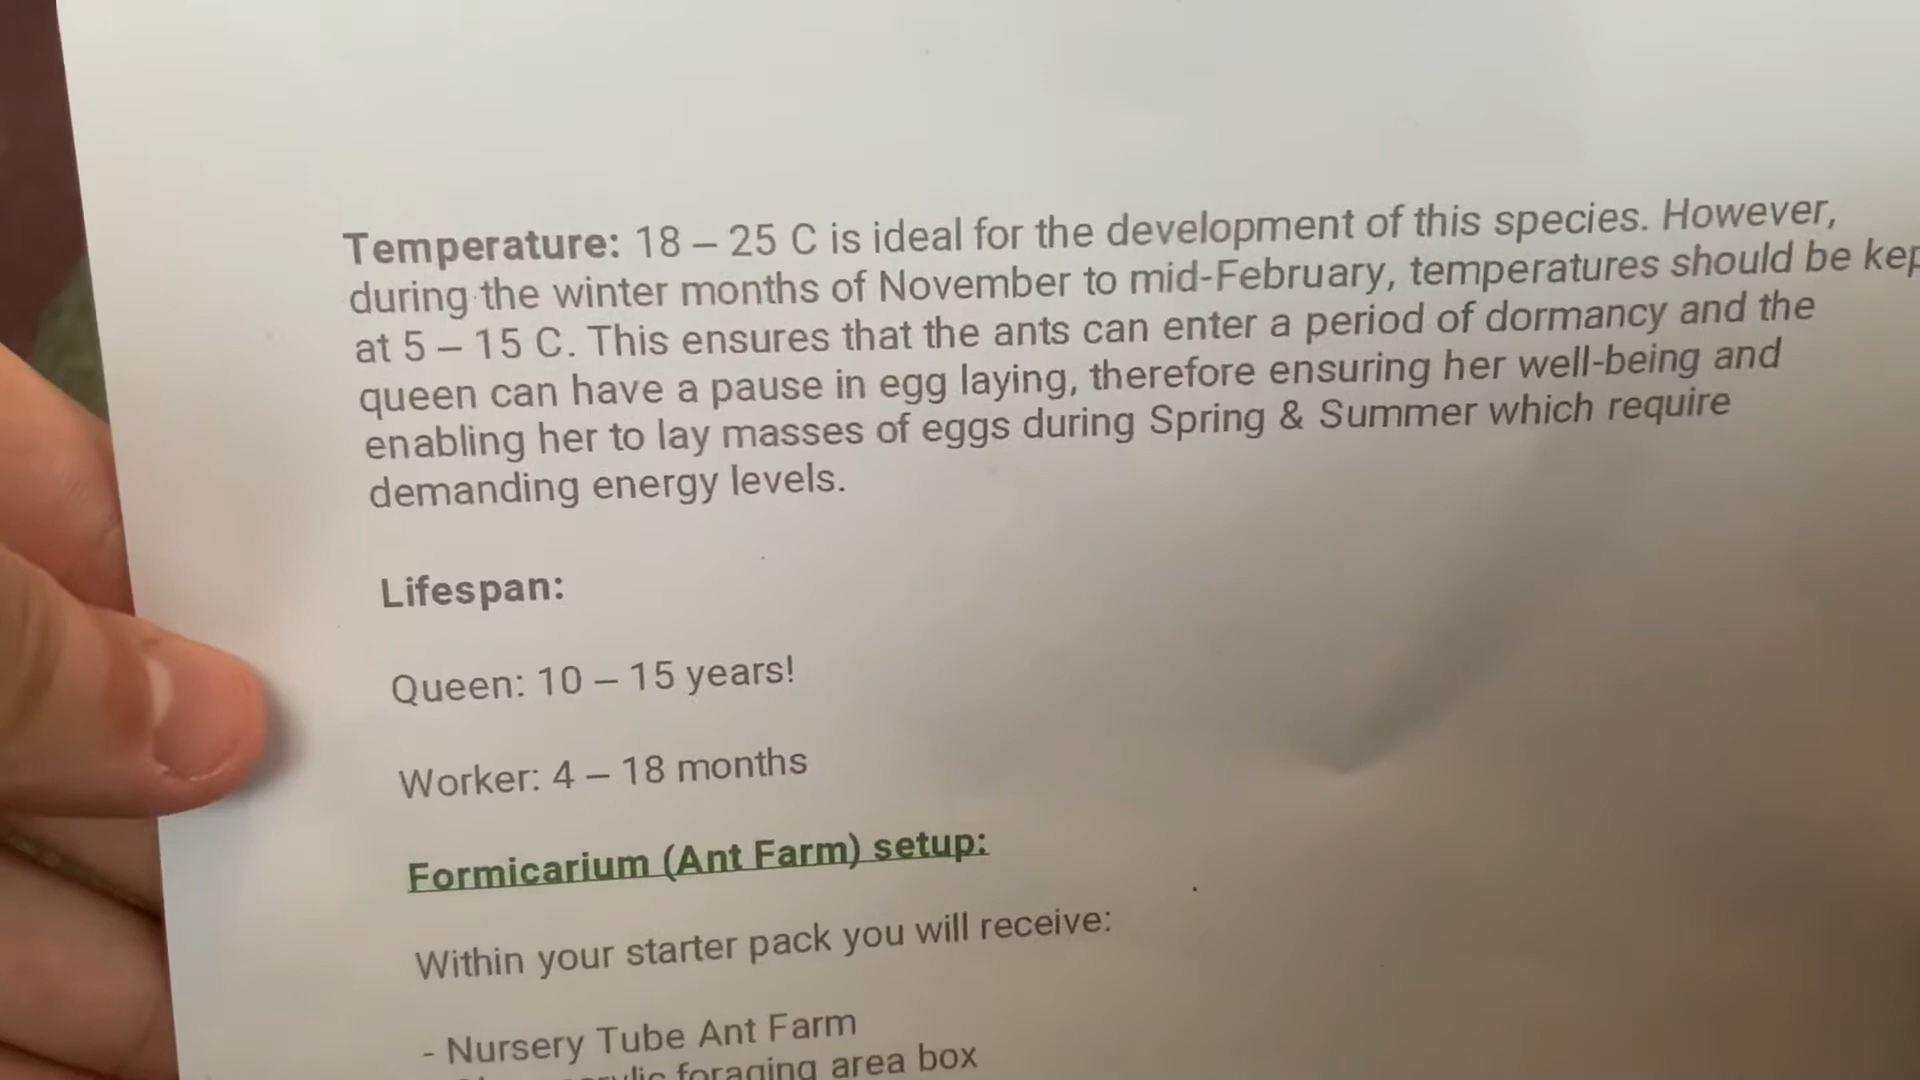 Temperature: 18 – 25 C is ideal for the development of this species. However,
during the winter months of November to mid-February, temperatures should be kep
at 5 – 15 C. This ensures that the ants can enter a period of dormancy and the
queen can have a pause in egg laying, therefore ensuring her well-being and
enabling her to lay masses of eggs during Spring & Summer which require
demanding energy levels.
Lifespan:
Queen: 10 – 15 years!
Worker: 4 – 18 months
Formicarium (Ant Farm) setup:
Within your starter pack you will receive:
- Nursery Tube Ant Farm
foraging area box